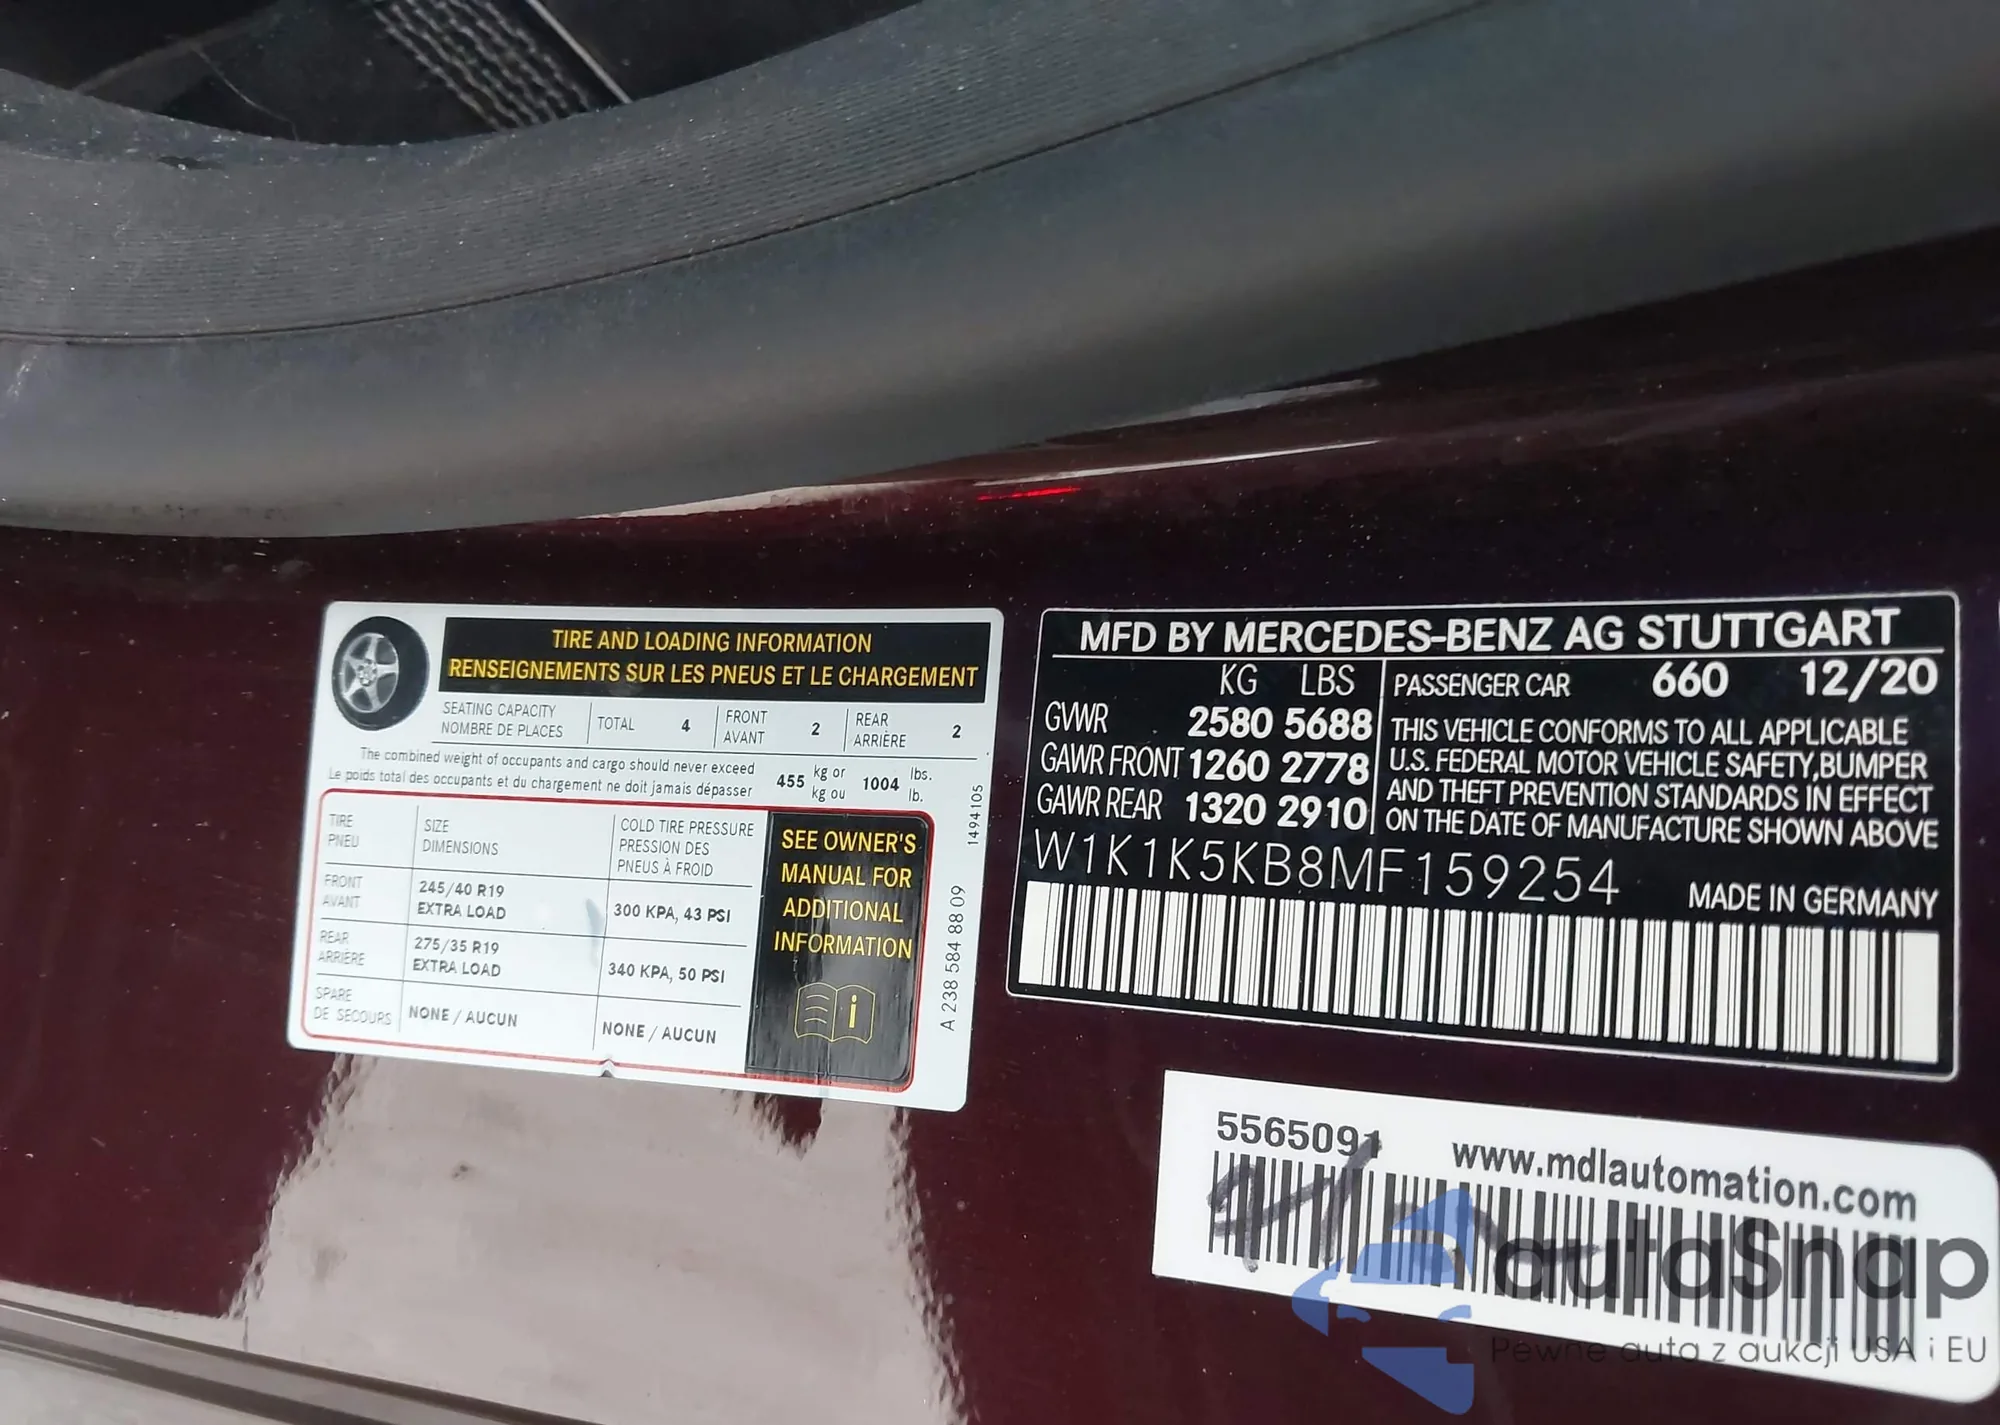 TIRE AND LOADING INFORMATION
RENSEIGNEMENTS SUR LES PNEUS ET LE CHARGEMENT
SEATING CAPACITY
NOMBRE DE PLACES
TOTAL 4
FRONT
AVANT
2
REAR
ARRIÈRE
2
The combined weight of occupants and cargo should never exceed
Le poids total des occupants et du chargement ne doit jamais dépasser
455
kg or
kg ou
1004
lbs.
lb.
TIRE
PNEU
SIZE
DIMENSIONS
COLD TIRE PRESSURE
PRESSION DES
PNEUS À FROID
FRONT
AVANT
245/40 R19
EXTRA LOAD
300 KPA, 43 PSI
REAR
ARRIÈRE
275/35 R19
EXTRA LOAD
340 KPA, 50 PSI
SPARE
DE SECOURS
NONE / AUCUN
NONE / AUCUN
SEE OWNER'S
MANUAL FOR
ADDITIONAL
INFORMATION
i
A 238 584 88 09
1494105
MFD BY MERCEDES-BENZ AG STUTTGART
KG LBS
GVWR 2580 5688
GAWR FRONT 1260 2778
GAWR REAR 1320 2910
PASSENGER CAR 660 12/20
THIS VEHICLE CONFORMS TO ALL APPLICABLE
U.S. FEDERAL MOTOR VEHICLE SAFETY,BUMPER
AND THEFT PREVENTION STANDARDS IN EFFECT
ON THE DATE OF MANUFACTURE SHOWN ABOVE
W1K1K5KB8MF159254
MADE IN GERMANY
5565091
www.mdlautomation.com
autaSnap
Pewne auta z aukcji USA i EU